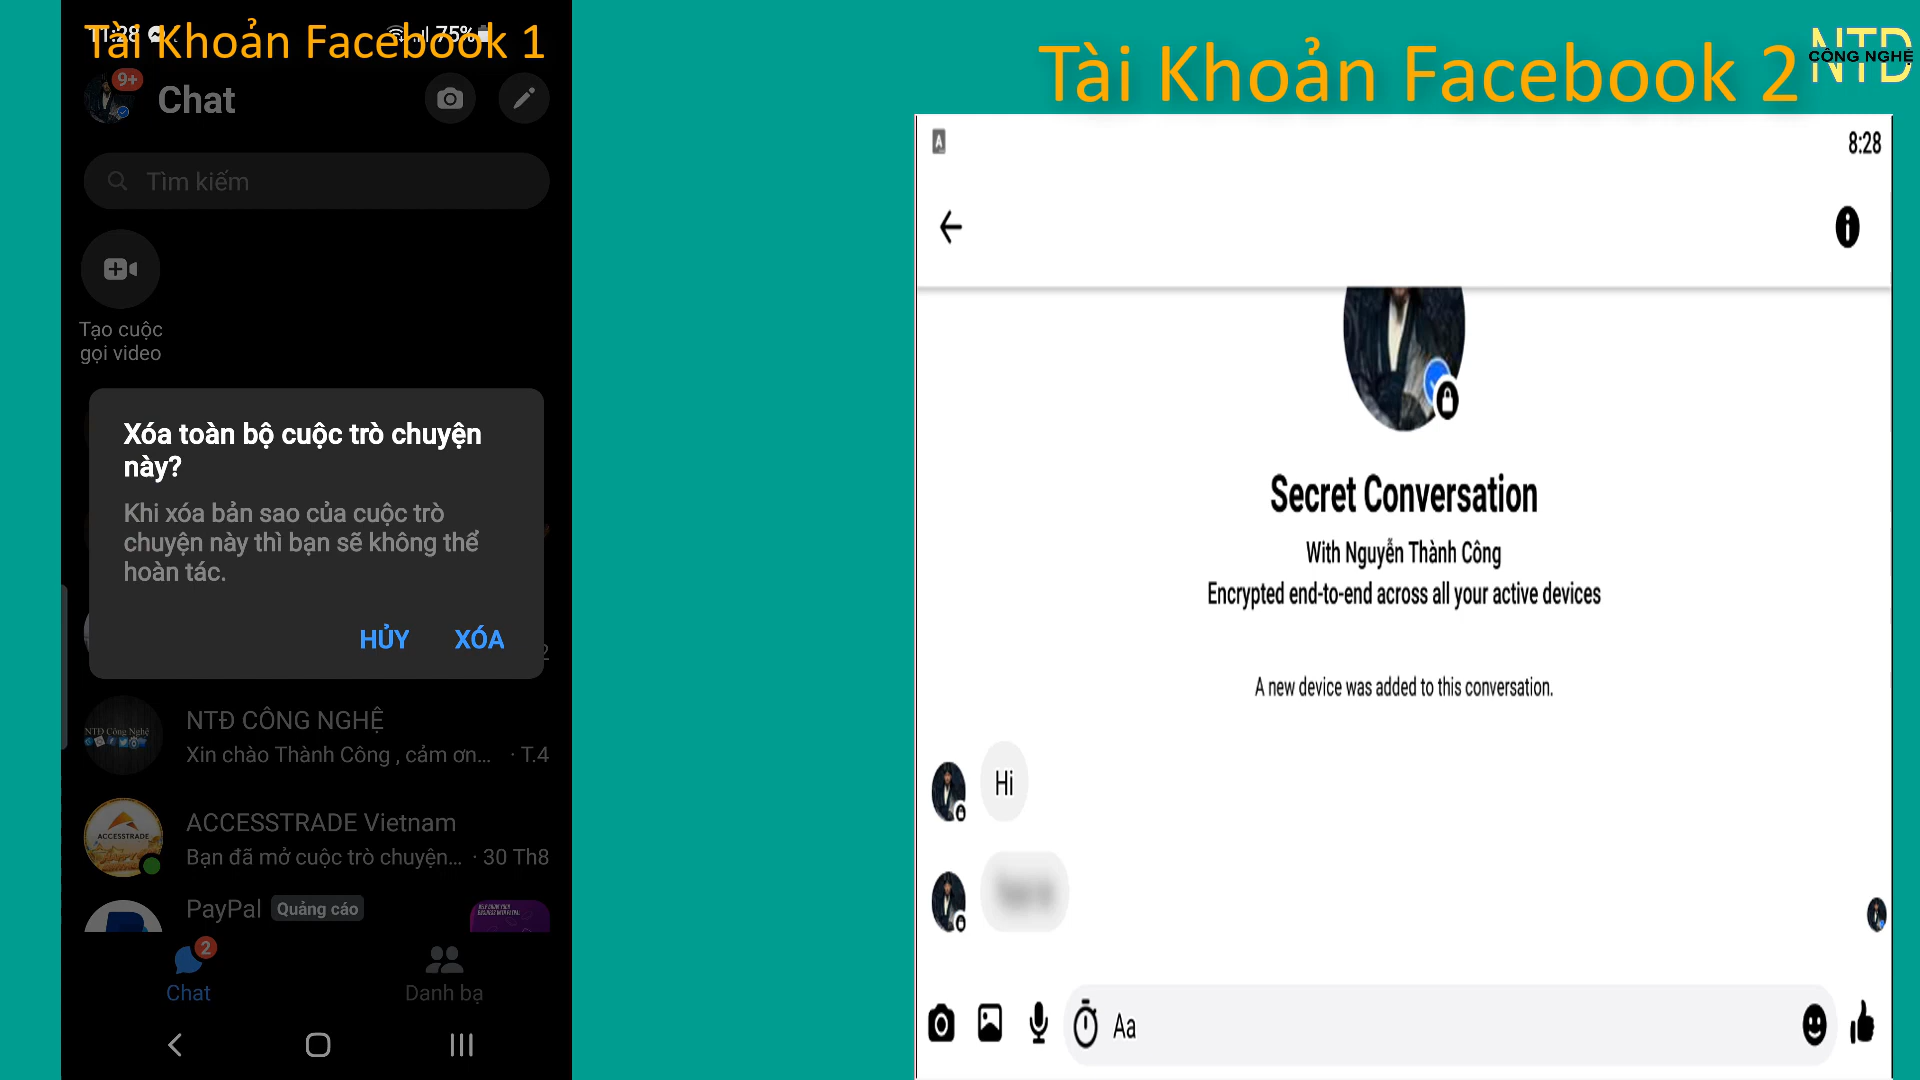 Tài Khoản Facebook 1
11:28
75%
9+
Chat
Tìm kiếm
Tạo cuộc
gọi video
Xóa toàn bộ cuộc trò chuyện
này?
Khi xóa bản sao của cuộc trò
chuyện này thì bạn sẽ không thể
hoàn tác.
HỦY XÓA
NTĐ CÔNG NGHỆ
Xin chào Thành Công , cảm ơn... · T.4
NTĐ Công Nghệ
ACCESSTRADE Vietnam
Bạn đã mở cuộc trò chuyện... · 30 Th8
ACCESSTRADE
PayPal Quảng cáo
2
Chat
Danh bạ
Tài Khoản Facebook 2
NTD
CÔNG NGHỆ
A
8:28
Secret Conversation
With Nguyễn Thành Công
Encrypted end-to-end across all your active devices
A new device was added to this conversation.
Hi
Aa